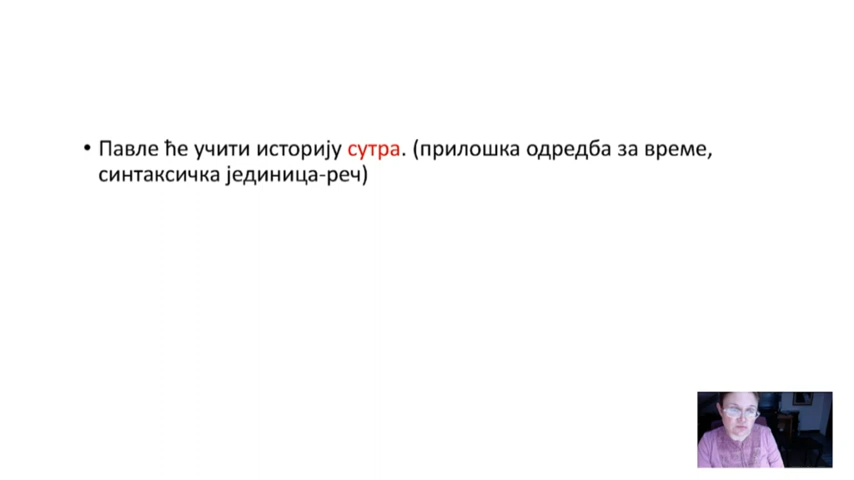 • Павле ће учити историју сутра. (прилошка одредба за време,
синтаксичка јединица-реч)